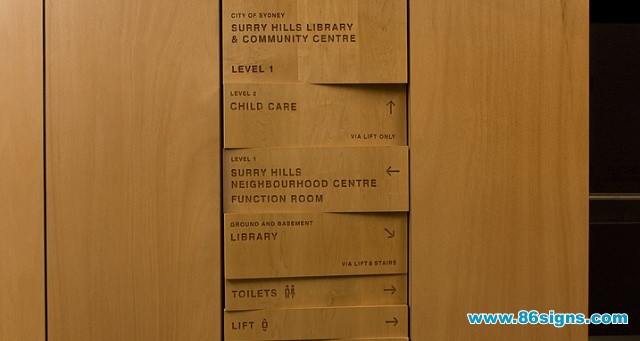 CITY OF SYDNEY
SURRY HILLS LIBRARY
& COMMUNITY CENTRE
LEVEL 1
LEVEL 2
CHILD CARE
VIA LIFT ONLY
LEVEL 1
SURRY HILLS
NEIGHBOURHOOD CENTRE
FUNCTION ROOM
GROUND AND BASEMENT
LIBRARY
VIA LIFT & STAIRS
TOILETS
LIFT
www.86signs.com